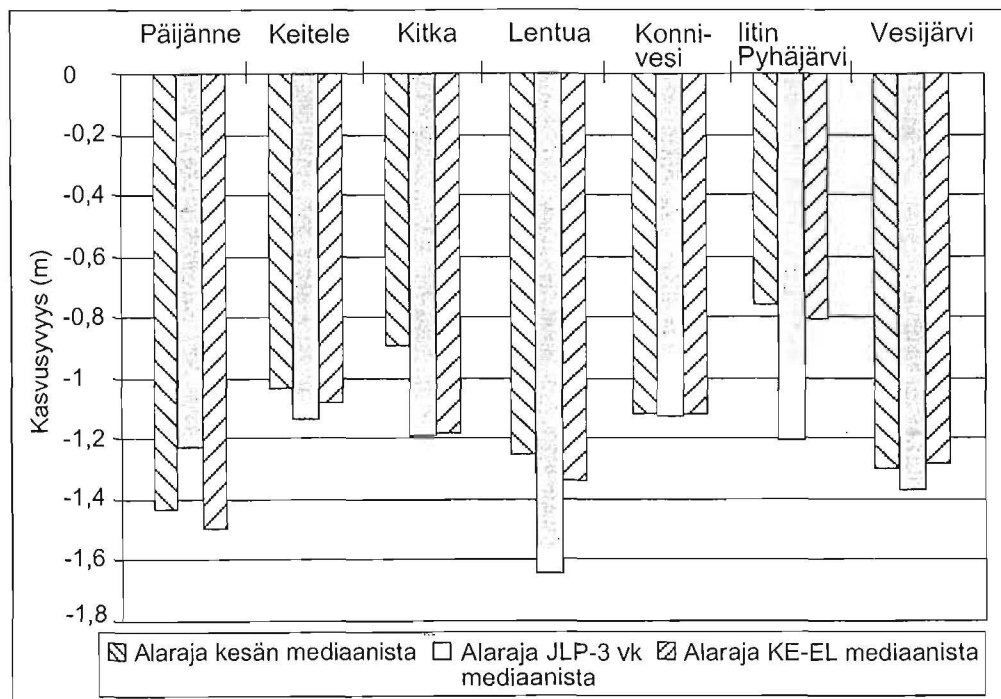 Päijänne Keitele Kitka Lentua Konni-vesi Iitin Pyhäjärvi Vesijärvi
0
-0,2
-0,4
-0,6
-0,8
-1
-1,2
-1,4
-1,6
-1,8
Kasvusyvyys (m)
Alaraja kesän mediaanista Alaraja JLP-3 vk Alaraja KE-EL mediaanista
mediaanista